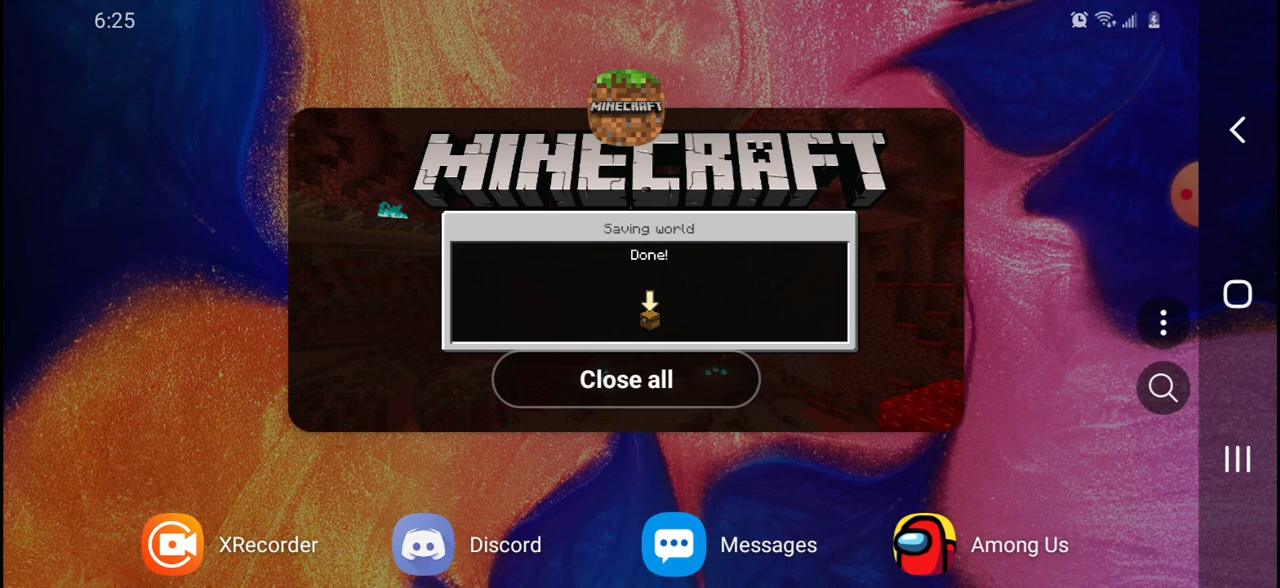 6:25
MINECRAFT
MINECRAFT
Saving world
Done!
Close all
XRecorder
Discord
Messages
Among Us